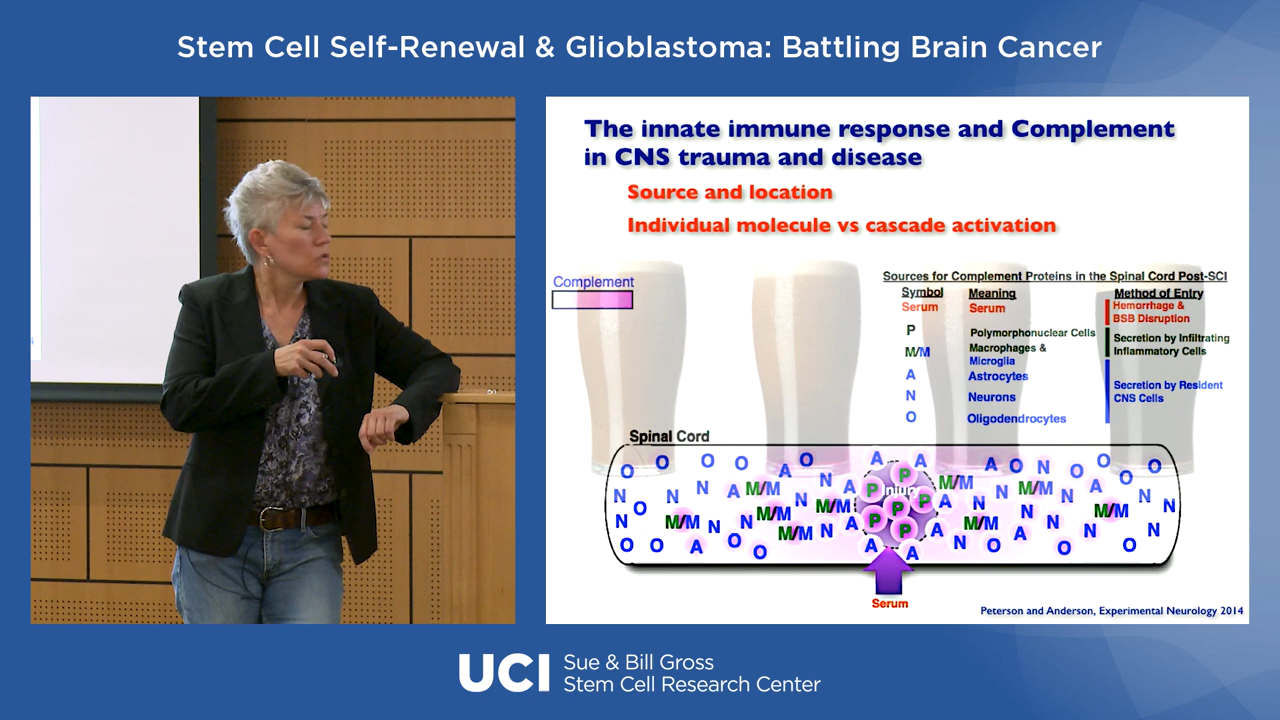 Stem Cell Self-Renewal & Glioblastoma: Battling Brain Cancer
The innate immune response and Complement
in CNS trauma and disease
Source and location
Individual molecule vs cascade activation
Complement
Sources for Complement Proteins in the Spinal Cord Post-SCI
Symbol Meaning Method of Entry
Serum Serum Hemorrhage &
BSB Disruption
P Polymorphonuclear Cells Secretion by Infiltrating
Inflammatory Cells
M/M Macrophages &
Microglia
A Astrocytes Secretion by Resident
CNS Cells
N Neurons
O Oligodendrocytes
Spinal Cord
Serum
Peterson and Anderson, Experimental Neurology 2014
UCI Sue & Bill Gross
Stem Cell Research Center